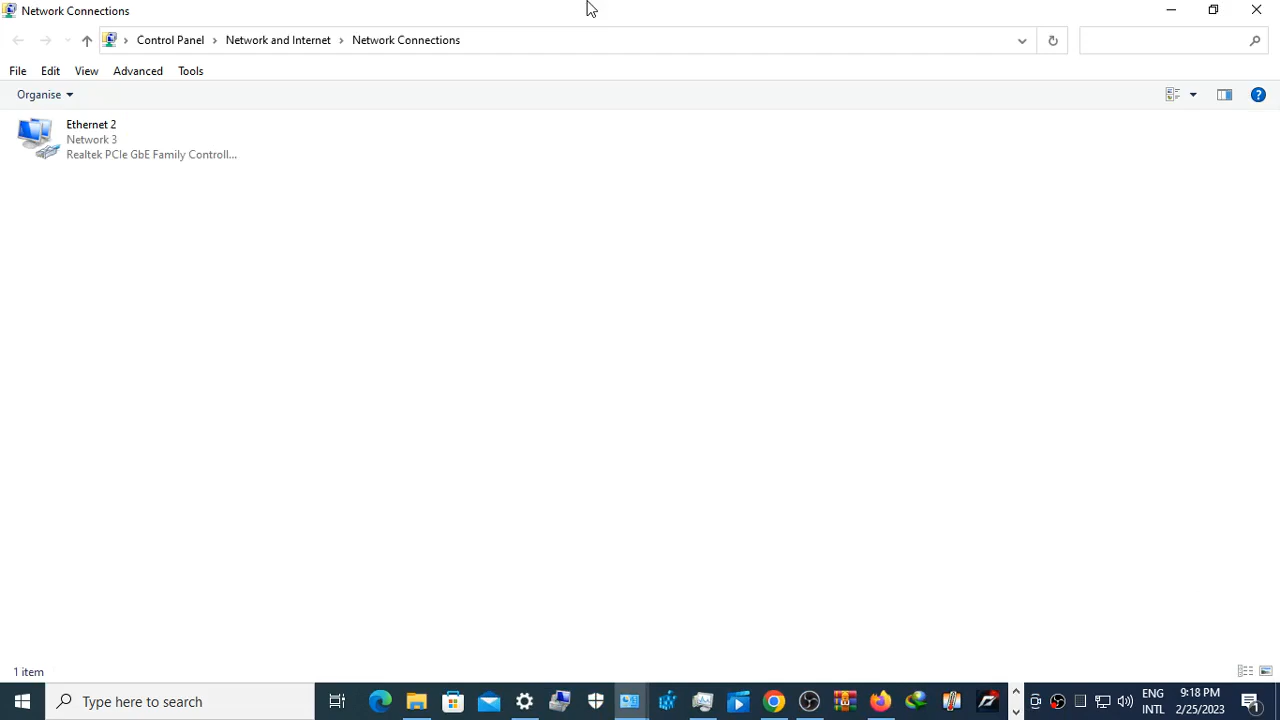 Network Connections
Control Panel > Network and Internet > Network Connections
File Edit View Advanced Tools
Organise
Ethernet 2
Network 3
Realtek PCIe GbE Family Controll...
1 item
Type here to search
ENG
INTL
9:18 PM
2/25/2023
1